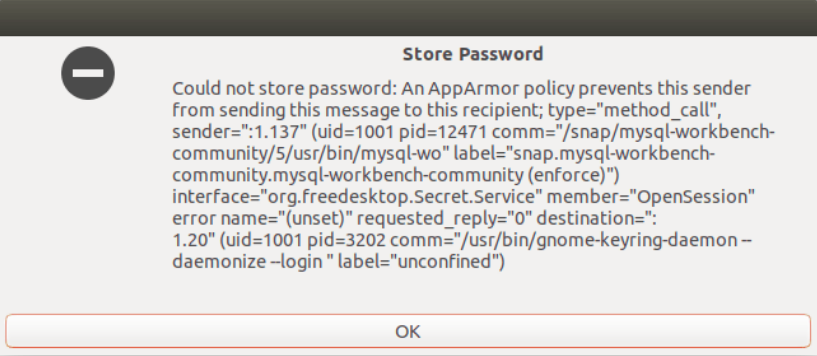 Store Password
Could not store password: An AppArmor policy prevents this sender
from sending this message to this recipient; type="method_call",
sender=":1.137" (uid=1001 pid=12471 comm="/snap/mysql-workbench-
community/5/usr/bin/mysql-wo" label="snap.mysql-workbench-
community.mysql-workbench-community (enforce)")
interface="org.freedesktop.Secret.Service" member="OpenSession"
error name="(unset)" requested_reply="0" destination=":
1.20" (uid=1001 pid=3202 comm="/usr/bin/gnome-keyring-daemon --
daemonize --login " label="unconfined")
OK